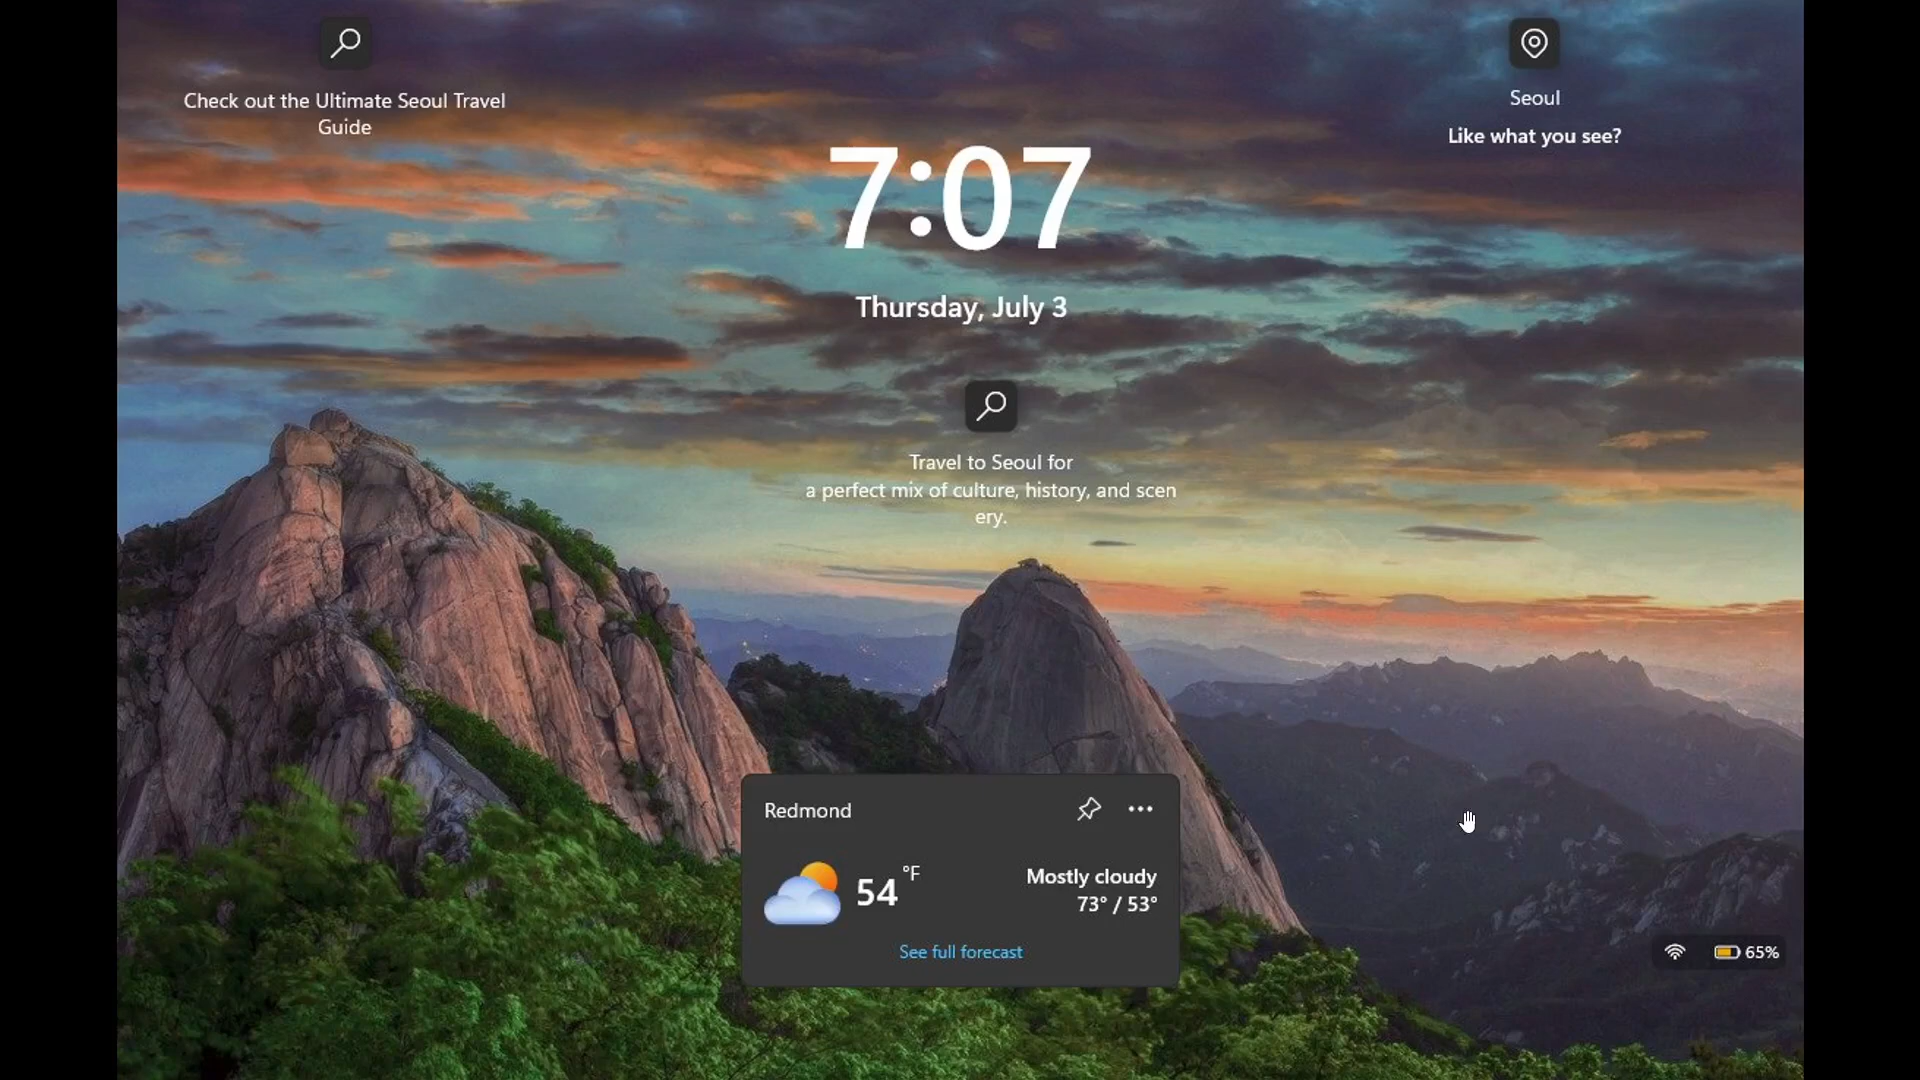 Check out the Ultimate Seoul Travel
Guide
Seoul
Like what you see?
7:07
Thursday, July 3
Travel to Seoul for
a perfect mix of culture, history, and scen
ery.
Redmond
54 °F
Mostly cloudy
73° / 53°
See full forecast
65%